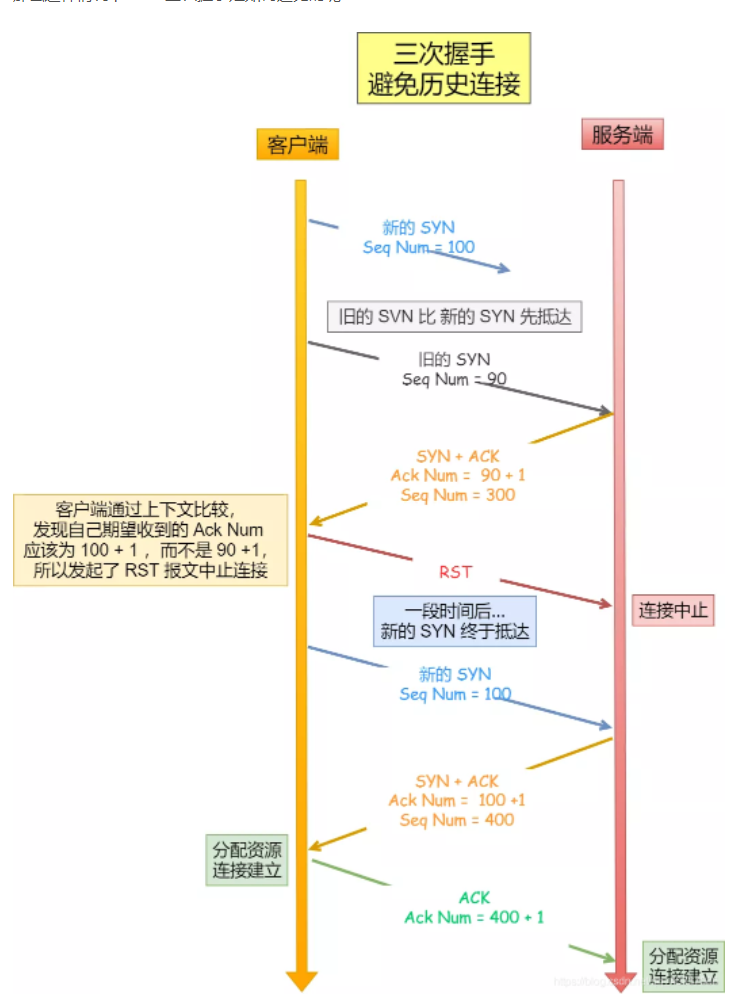 三次握手
避免历史连接
客户端
服务端
新的 SYN
Seq Num = 100
旧的 SVN 比 新的 SYN 先抵达
旧的 SYN
Seq Num = 90
SYN + ACK
Ack Num = 90 + 1
Seq Num = 300
客户端通过上下文比较，
发现自己期望收到的 Ack Num
应该为 100 + 1 ，而不是 90 +1，
所以发起了 RST 报文中止连接
RST
连接中止
一段时间后...
新的 SYN 终于抵达
新的 SYN
Seq Num = 100
SYN + ACK
Ack Num = 100 +1
Seq Num = 400
分配资源
连接建立
ACK
Ack Num = 400 + 1
分配资源
连接建立